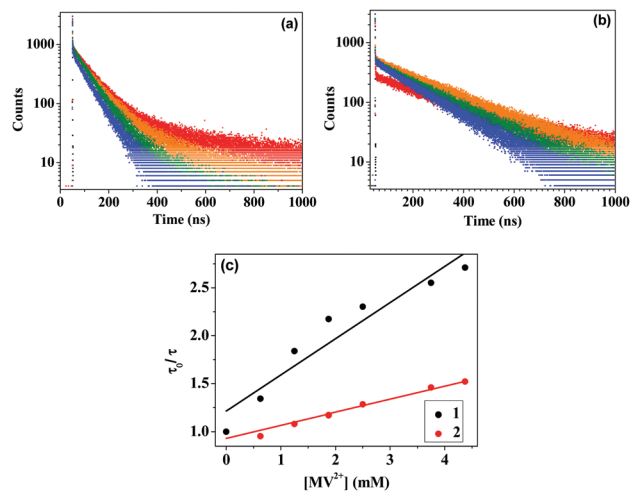 (a)
Counts
1000
100
10
0 200 400 600 800 1000
Time (ns)
(b)
Counts
1000
100
10
200 400 600 800 1000
Time (ns)
(c)
τ₀/τ
2.5
2.0
1.5
1.0
0 1 2 3 4
[MV²⁺] (mM)
1
2